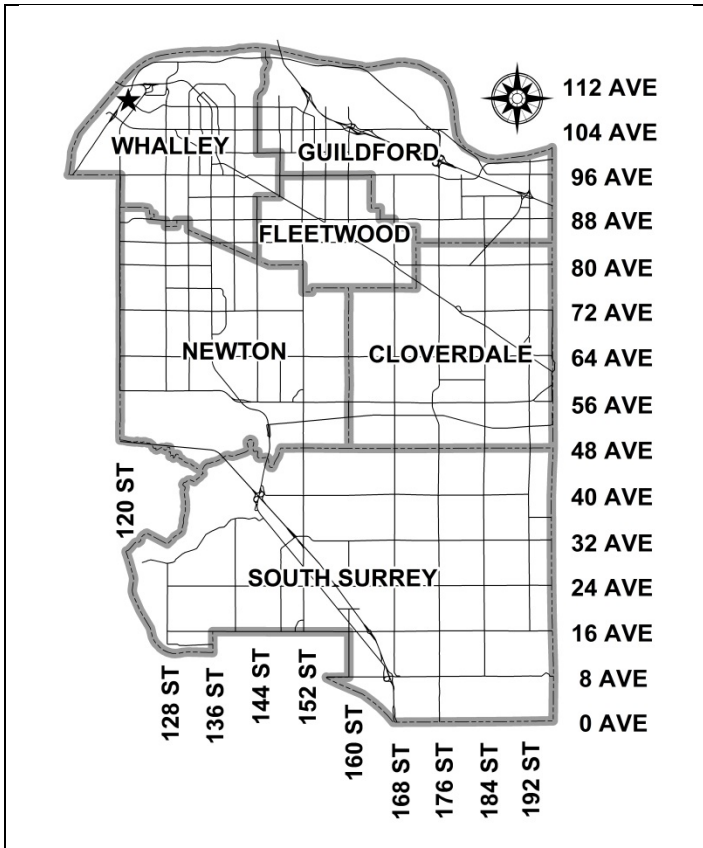 112 AVE
104 AVE
WHALLEY
GUILDFORD
96 AVE
88 AVE
FLEETWOOD
80 AVE
72 AVE
NEWTON
CLOVERDALE
64 AVE
56 AVE
48 AVE
120 ST
40 AVE
32 AVE
SOUTH SURREY
24 AVE
16 AVE
8 AVE
0 AVE
128 ST
136 ST
144 ST
152 ST
160 ST
168 ST
176 ST
184 ST
192 ST